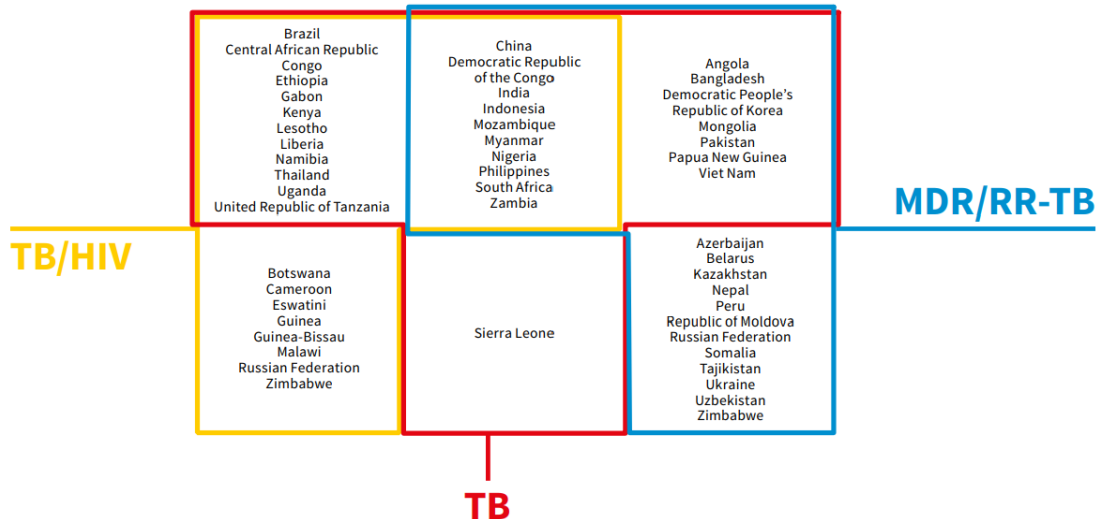 Brazil
Central African Republic
Congo
Ethiopia
Gabon
Kenya
Lesotho
Liberia
Namibia
Thailand
Uganda
United Republic of Tanzania
China
Democratic Republic
of the Congo
India
Indonesia
Mozambique
Myanmar
Nigeria
Philippines
South Africa
Zambia
Angola
Bangladesh
Democratic People's
Republic of Korea
Mongolia
Pakistan
Papua New Guinea
Viet Nam
MDR/RR-TB
TB/HIV
Botswana
Cameroon
Eswatini
Guinea
Guinea-Bissau
Malawi
Russian Federation
Zimbabwe
Sierra Leone
Azerbaijan
Belarus
Kazakhstan
Nepal
Peru
Republic of Moldova
Russian Federation
Somalia
Tajikistan
Ukraine
Uzbekistan
Zimbabwe
TB